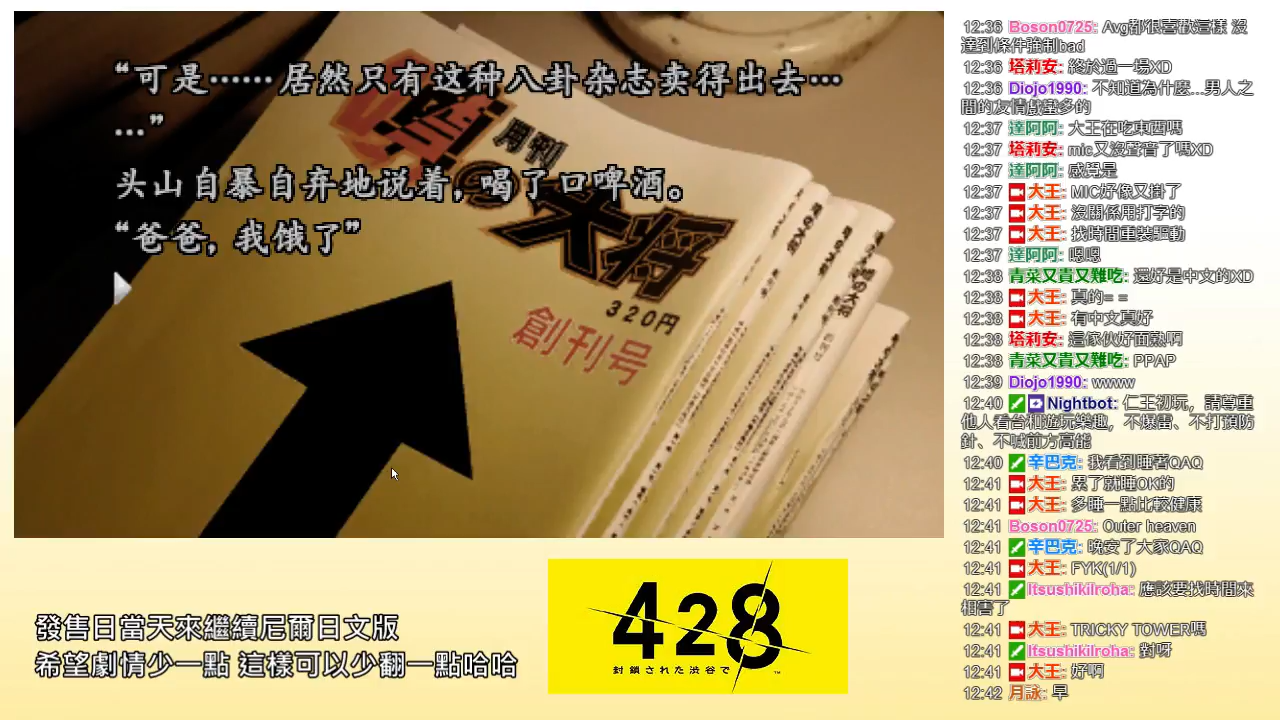 “可是…… 居然只有这种八卦杂志卖得出去…
…”
头山自暴自弃地说着，喝了口啤酒。
“爸爸，我饿了”
月刊
の大将
320円
創刊号
發售日當天來繼續尼爾日文版
希望劇情少一點 這樣可以少翻一點哈哈
428
封鎖された渋谷で
12:36 Boson0725: Avg都很喜歡這樣 沒
達到條件強制bad
12:36 塔莉安: 終於過一場XD
12:36 Diojo1990: 不知道為什麼...男人之
間的友情戲蠻多的
12:37 達阿阿: 大王在吃東西嗎
12:37 塔莉安: mic又沒聲音了嗎XD
12:37 達阿阿: 感覺是
12:37 大王: MIC好像又掛了
12:37 大王: 沒關係用打字的
12:37 大王: 找時間重裝驅動
12:37 達阿阿: 嗯嗯
12:38 青菜又貴又難吃: 還好是中文的XD
12:38 大王: 真的= =
12:38 大王: 有中文真好
12:38 塔莉安: 這傢伙好面熟啊
12:38 青菜又貴又難吃: PPAP
12:39 Diojo1990: wwww
12:40 Nightbot: 仁王初玩，請尊重
他人看台和遊玩樂趣，不爆雷、不打預防
針、不喊前方高能
12:40 辛巴克: 我看到睡著QAQ
12:41 大王: 累了就睡OK的
12:41 大王: 多睡一點比較健康
12:41 Boson0725: Outer heaven
12:41 辛巴克: 晚安了大家QAQ
12:41 大王: FYK(1/1)
12:41 ItsushikiIroha: 應該要找時間來
相害了
12:41 大王: TRICKY TOWER嗎
12:41 ItsushikiIroha: 對呀
12:41 大王: 好啊
12:42 月詠: 早